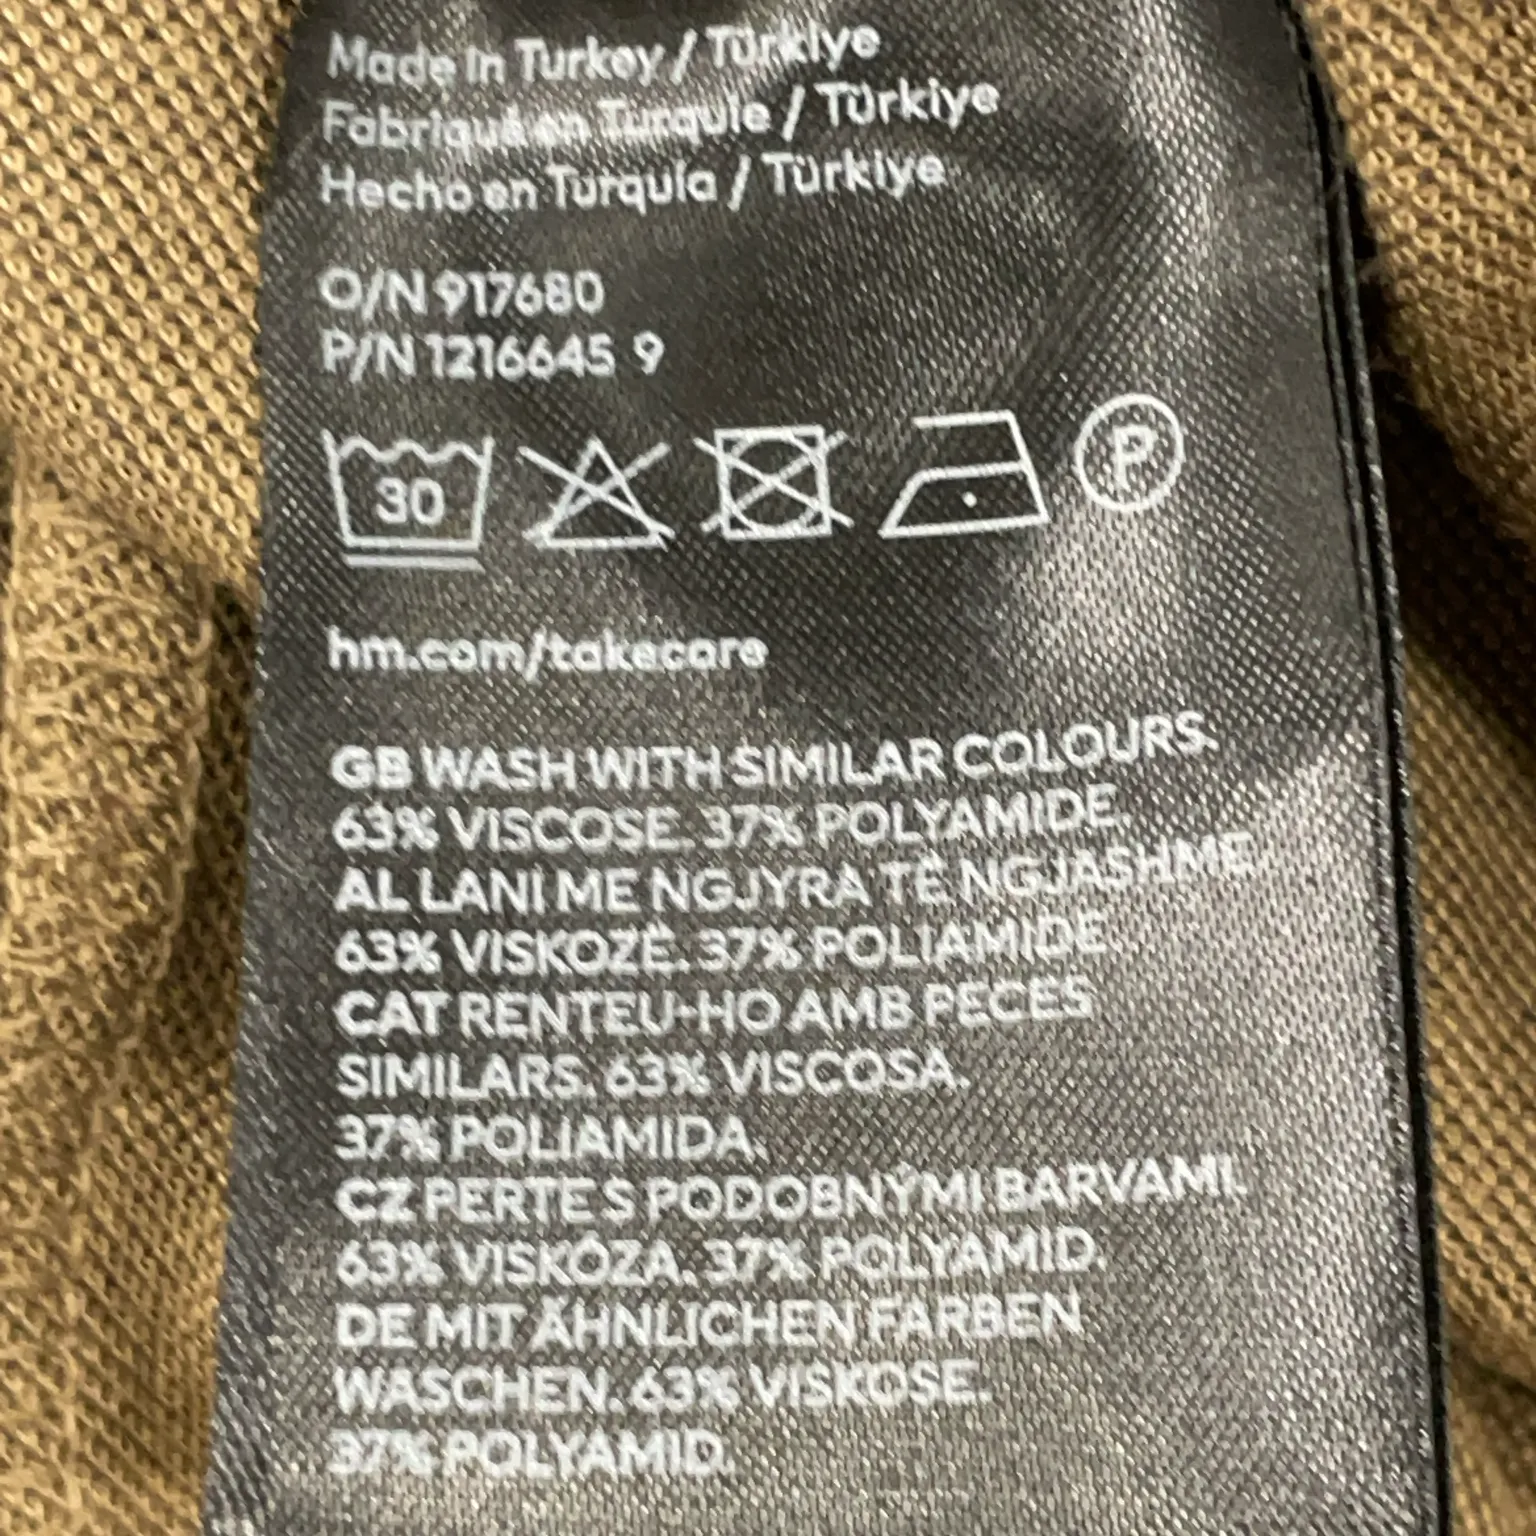 Made in Turkey / Türkiye
Fabriqué en Turquie / Türkiye
Hecho en Turquía / Türkiye
O/N 917680
P/N 1216645 9
30
P
hm.com/takecare
GB WASH WITH SIMILAR COLOURS.
63% VISCOSE. 37% POLYAMIDE
AL LANI ME NGJYRA TË NGJASHME.
63% VISKOZË. 37% POLIAMIDE
CAT RENTEU-HO AMB PECES
SIMILARS. 63% VISCOSA.
37% POLIAMIDA.
CZ PERTE S PODOBNÝMI BARVAMI.
63% VISKÓZA. 37% POLYAMID.
DE MIT ÄHNLICHEN FARBEN
WASCHEN. 63% VISKOSE.
37% POLYAMID.